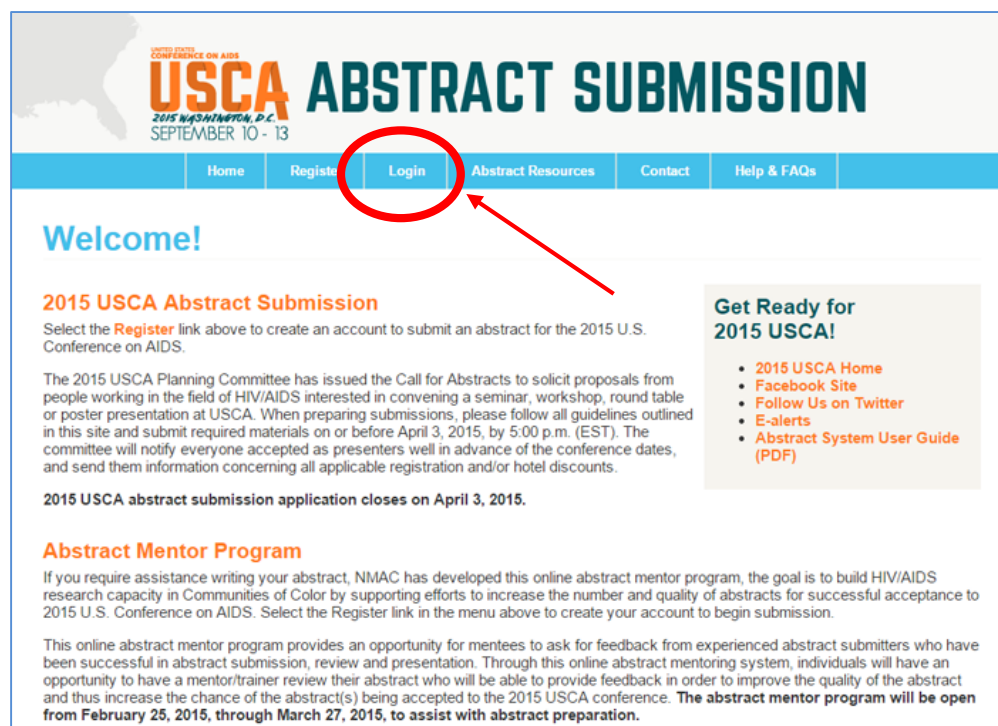 UNITED STATES
CONFERENCE ON AIDS
USCA
2015 WASHINGTON, D.C.
SEPTEMBER 10 - 13
ABSTRACT SUBMISSION
Home Register Login Abstract Resources Contact Help & FAQs
Welcome!
2015 USCA Abstract Submission
Select the Register link above to create an account to submit an abstract for the 2015 U.S.
Conference on AIDS.
The 2015 USCA Planning Committee has issued the Call for Abstracts to solicit proposals from
people working in the field of HIV/AIDS interested in convening a seminar, workshop, round table
or poster presentation at USCA. When preparing submissions, please follow all guidelines outlined
in this site and submit required materials on or before April 3, 2015, by 5:00 p.m. (EST). The
committee will notify everyone accepted as presenters well in advance of the conference dates,
and send them information concerning all applicable registration and/or hotel discounts.
2015 USCA abstract submission application closes on April 3, 2015.
Get Ready for
2015 USCA!
• 2015 USCA Home
• Facebook Site
• Follow Us on Twitter
• E-alerts
• Abstract System User Guide
(PDF)
Abstract Mentor Program
If you require assistance writing your abstract, NMAC has developed this online abstract mentor program, the goal is to build HIV/AIDS
research capacity in Communities of Color by supporting efforts to increase the number and quality of abstracts for successful acceptance to
2015 U.S. Conference on AIDS. Select the Register link in the menu above to create your account to begin submission.
This online abstract mentor program provides an opportunity for mentees to ask for feedback from experienced abstract submitters who have
been successful in abstract submission, review and presentation. Through this online abstract mentoring system, individuals will have an
opportunity to have a mentor/trainer review their abstract who will be able to provide feedback in order to improve the quality of the abstract
and thus increase the chance of the abstract(s) being accepted to the 2015 USCA conference. The abstract mentor program will be open
from February 25, 2015, through March 27, 2015, to assist with abstract preparation.